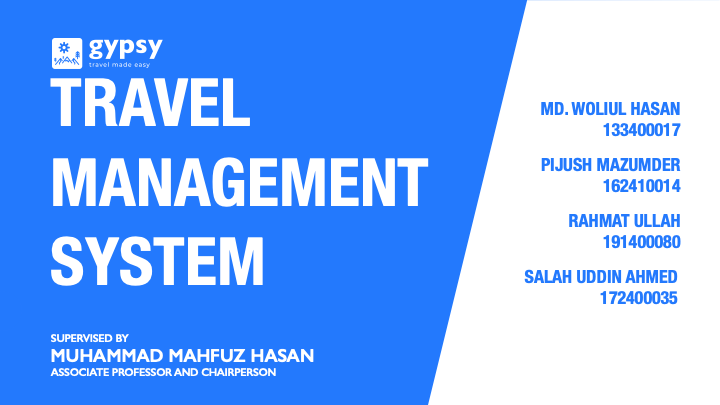 gypsy
travel made easy
TRAVEL
MANAGEMENT
SYSTEM
SUPERVISED BY
MUHAMMAD MAHFUZ HASAN
ASSOCIATE PROFESSOR AND CHAIRPERSON
MD. WOLIUL HASAN
133400017
PIJUSH MAZUMDER
162410014
RAHMAT ULLAH
191400080
SALAH UDDIN AHMED
172400035